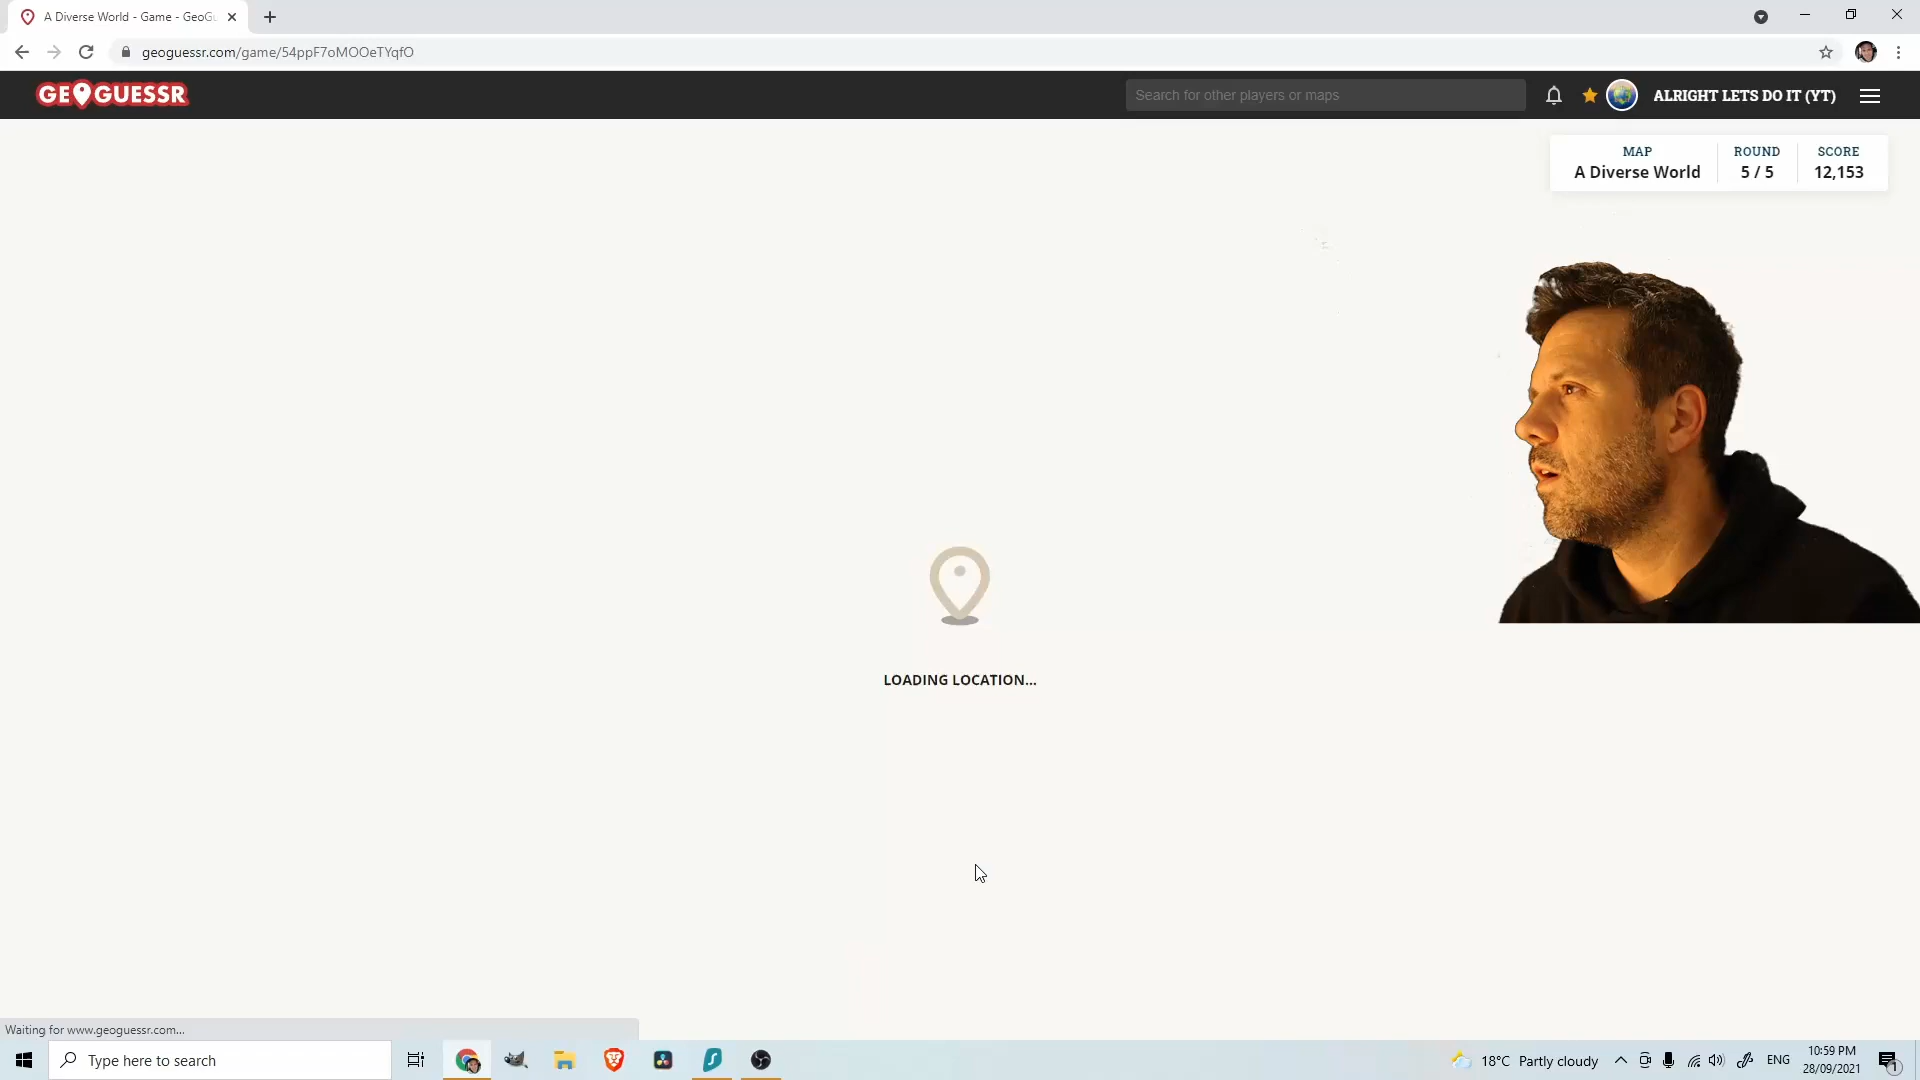 A Diverse World - Game - GeoGu
geoguessr.com/game/54ppF7oMOOeTYqfO
GEOGUESSR
Search for other players or maps
ALRIGHT LETS DO IT (YT)
MAP ROUND SCORE
A Diverse World 5 / 5 12,153
LOADING LOCATION...
Waiting for www.geoguessr.com...
Type here to search
18°C Partly cloudy
ENG
10:59 PM
28/09/2021
1